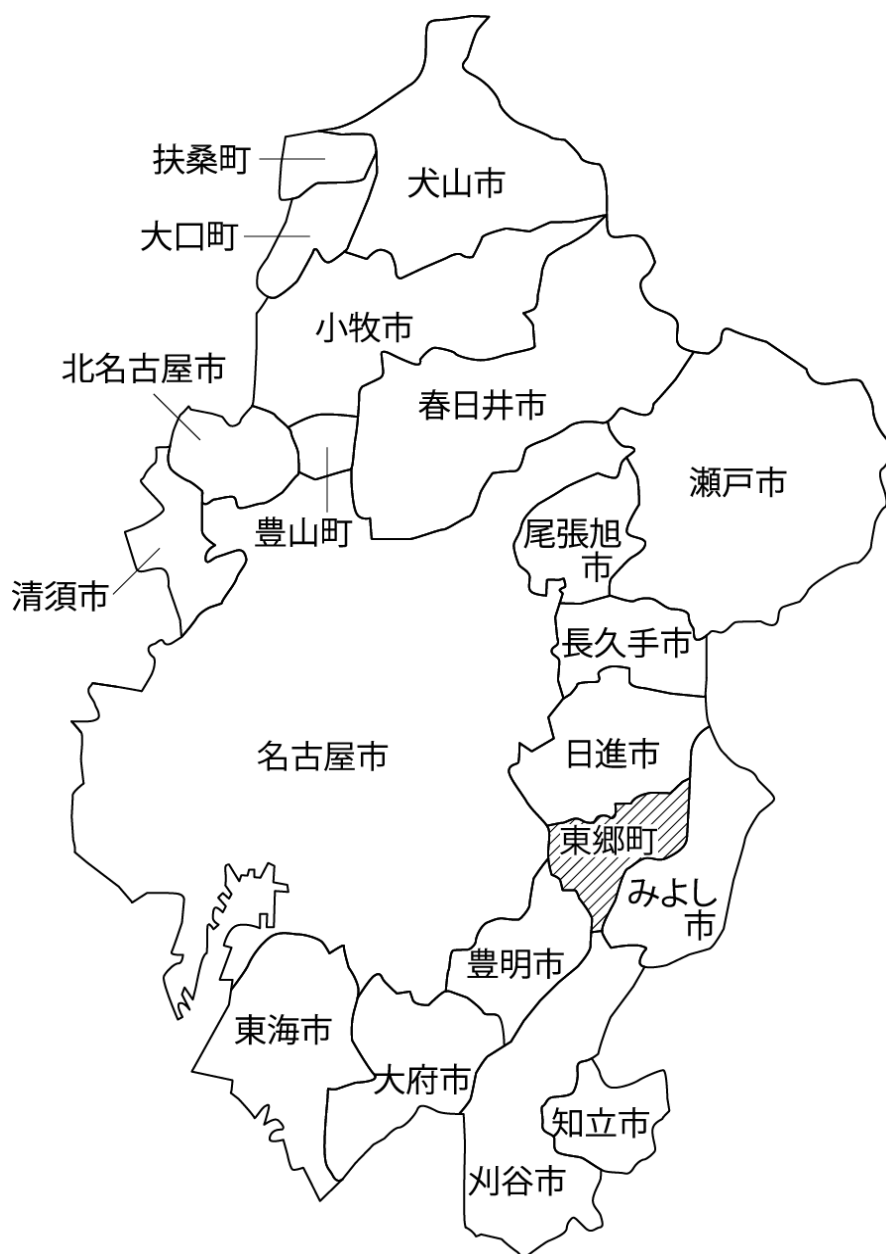 扶桑町
犬山市
大口町
小牧市
北名古屋市
春日井市
瀬戸市
豊山町
尾張旭
市
清須市
長久手市
名古屋市
日進市
東郷町
みよし
市
豊明市
東海市
大府市
知立市
刈谷市